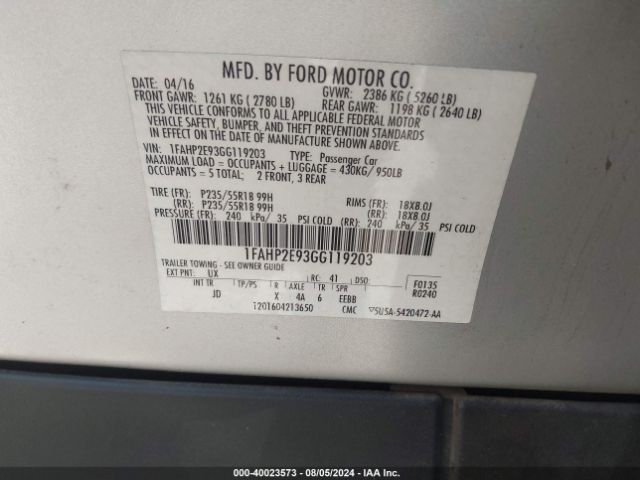 MFD. BY FORD MOTOR CO.
DATE: 04/16 GVWR: 2386 KG ( 5260 LB)
FRONT GAWR: 1261 KG ( 2780 LB) REAR GAWR: 1198 KG ( 2640 LB)
THIS VEHICLE CONFORMS TO ALL APPLICABLE FEDERAL MOTOR
VEHICLE SAFETY, BUMPER, AND THEFT PREVENTION STANDARDS
IN EFFECT ON THE DATE OF MANUFACTURE SHOWN ABOVE.
VIN: 1FAHP2E93GG119203 TYPE: Passenger Car
MAXIMUM LOAD = OCCUPANTS + LUGGAGE = 430KG/ 950LB
OCCUPANTS = 5 TOTAL; 2 FRONT, 3 REAR
TIRE (FR): P235/55R18 99H RIMS (FR): 18X8.0J
(RR): P235/55R18 99H (RR): 18X8.0J
PRESSURE (FR): 240 kPa/ 35 PSI COLD (RR): 240 kPa/ 35 PSI COLD
1FAHP2E93GG119203
TRAILER TOWING - SEE OWNER GUIDE
EXT PNT: UX RC: 41 DSO: F0135
INT TR TP/PS R AXLE TR SPR R0240
JD X 4A 6 EEBB
1201604213650 CMC 5U5A-5420472-AA
000-40023573 — 08/05/2024 — IAA Inc.